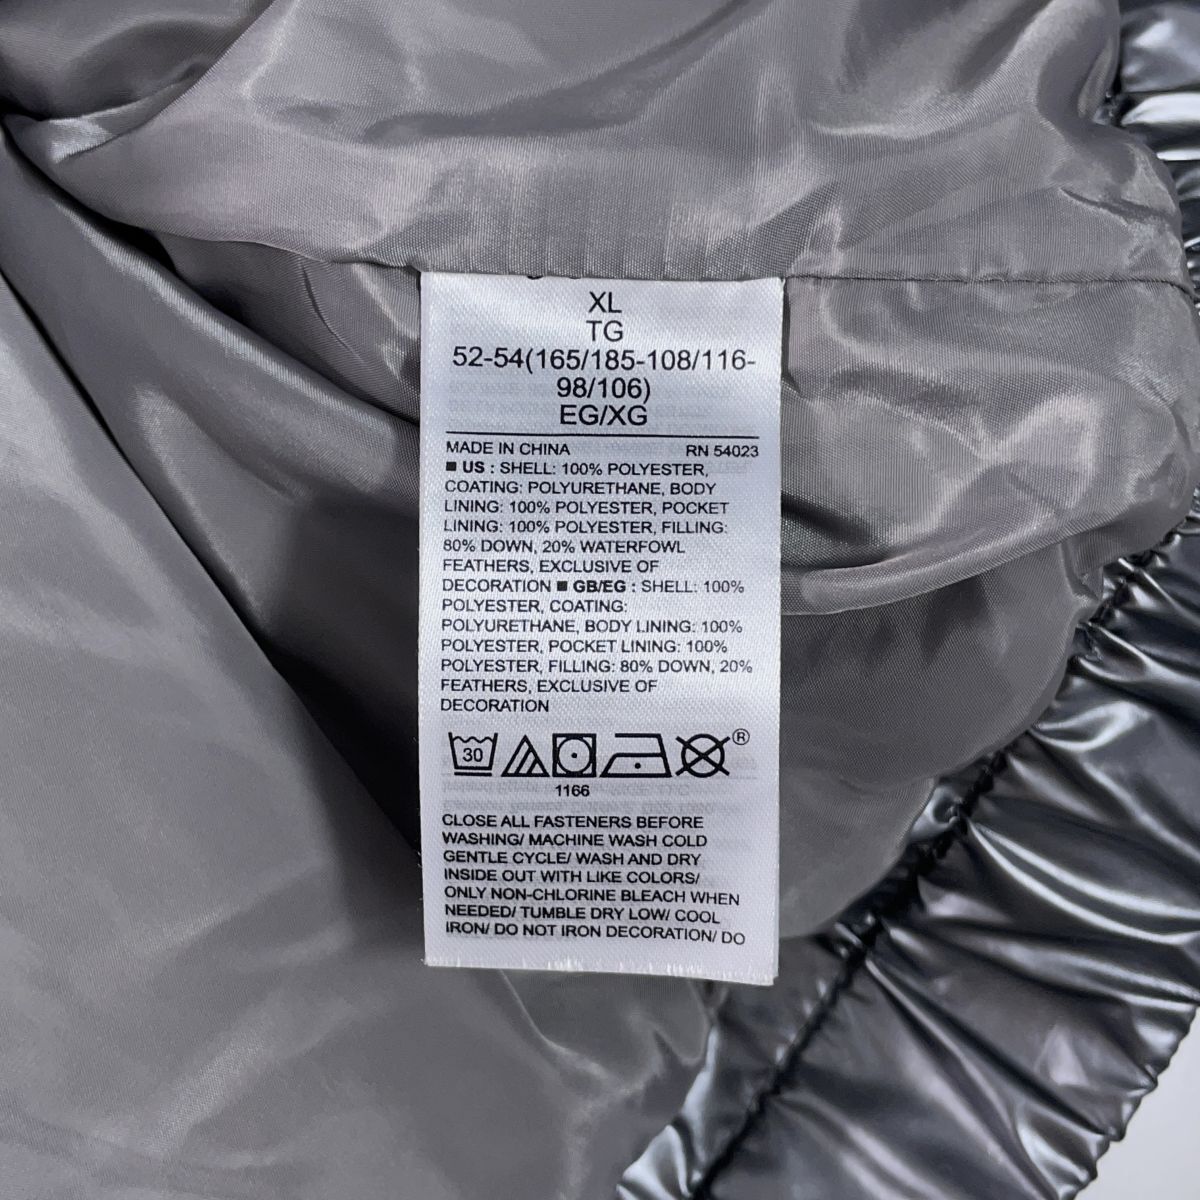 XL
TG
52-54(165/185-108/116-
98/106)
EG/XG
MADE IN CHINA RN 54023
■ US : SHELL: 100% POLYESTER,
COATING: POLYURETHANE, BODY
LINING: 100% POLYESTER, POCKET
LINING: 100% POLYESTER, FILLING:
80% DOWN, 20% WATERFOWL
FEATHERS, EXCLUSIVE OF
DECORATION ■ GB/EG : SHELL: 100%
POLYESTER, COATING:
POLYURETHANE, BODY LINING: 100%
POLYESTER, POCKET LINING: 100%
POLYESTER, FILLING: 80% DOWN, 20%
FEATHERS, EXCLUSIVE OF
DECORATION
30 ®
1166
CLOSE ALL FASTENERS BEFORE
WASHING/ MACHINE WASH COLD
GENTLE CYCLE/ WASH AND DRY
INSIDE OUT WITH LIKE COLORS/
ONLY NON-CHLORINE BLEACH WHEN
NEEDED/ TUMBLE DRY LOW/ COOL
IRON/ DO NOT IRON DECORATION/ DO